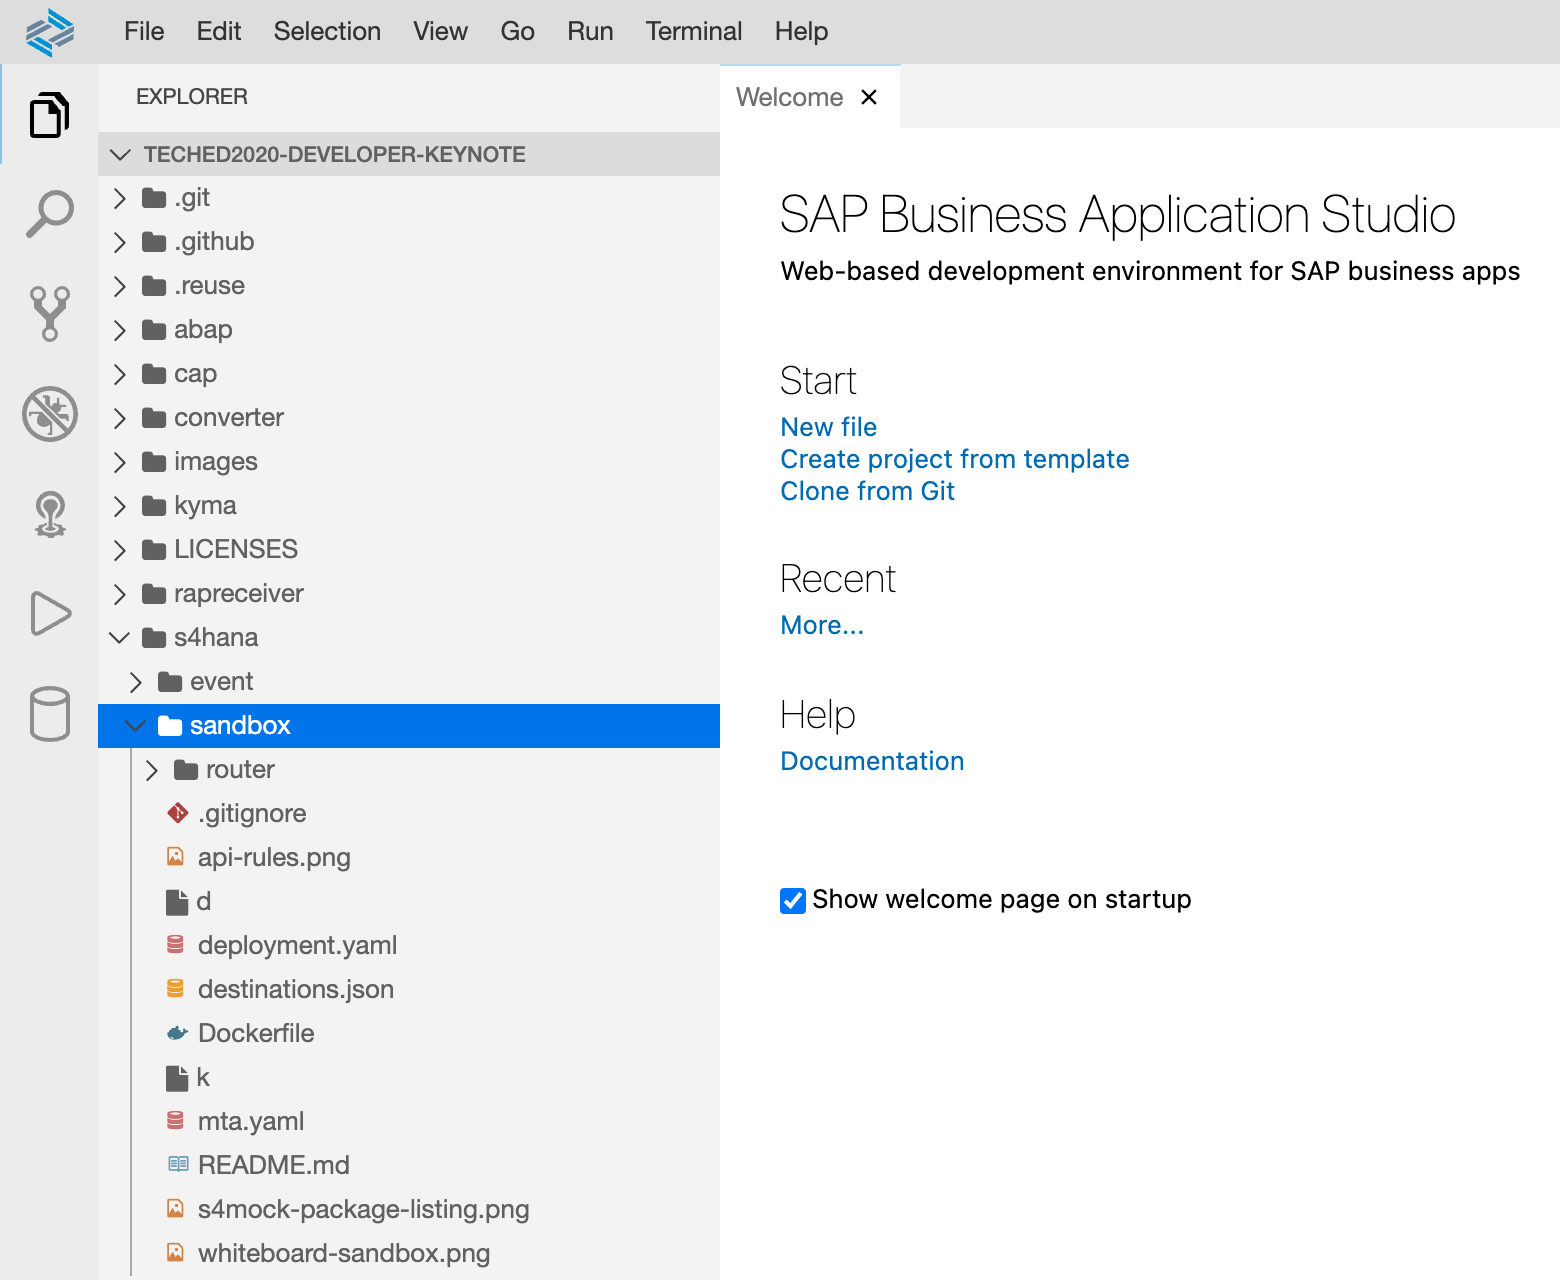 File Edit Selection View Go Run Terminal Help
EXPLORER
TECHED2020-DEVELOPER-KEYNOTE
.git
.github
.reuse
abap
cap
converter
images
kyma
LICENSES
rapreceiver
s4hana
event
sandbox
router
.gitignore
api-rules.png
d
deployment.yaml
destinations.json
Dockerfile
k
mta.yaml
README.md
s4mock-package-listing.png
whiteboard-sandbox.png
Welcome
SAP Business Application Studio
Web-based development environment for SAP business apps
Start
New file
Create project from template
Clone from Git
Recent
More...
Help
Documentation
Show welcome page on startup